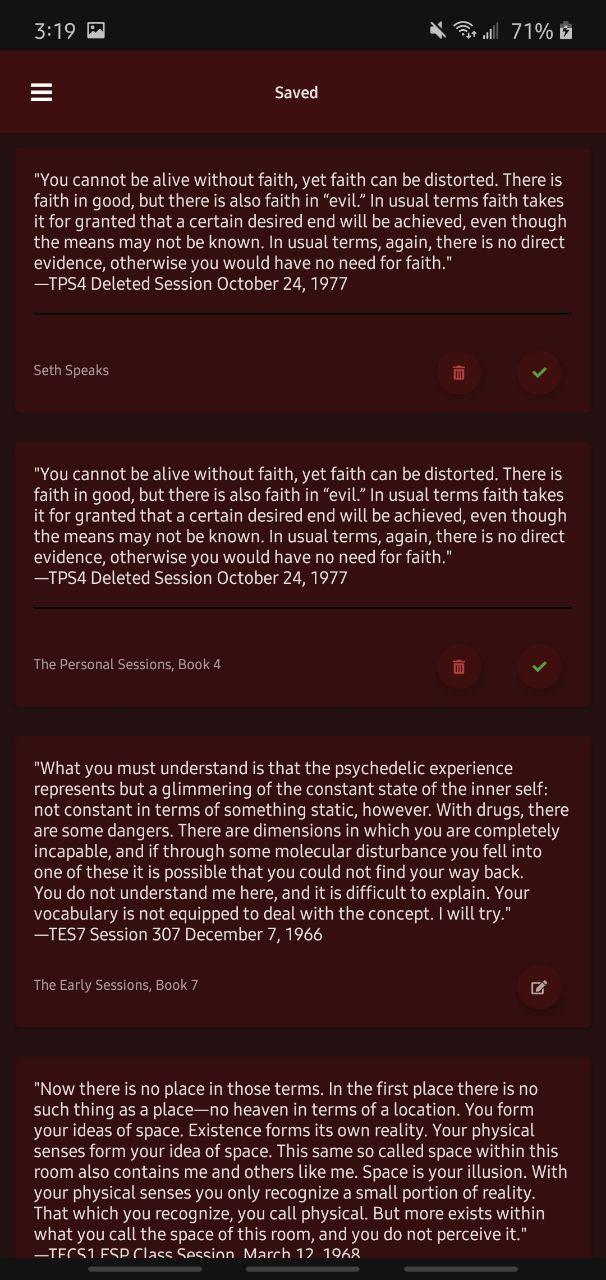 3:19
71%
Saved
"You cannot be alive without faith, yet faith can be distorted. There is
faith in good, but there is also faith in “evil.” In usual terms faith takes
it for granted that a certain desired end will be achieved, even though
the means may not be known. In usual terms, again, there is no direct
evidence, otherwise you would have no need for faith."
—TPS4 Deleted Session October 24, 1977
Seth Speaks
"You cannot be alive without faith, yet faith can be distorted. There is
faith in good, but there is also faith in “evil.” In usual terms faith takes
it for granted that a certain desired end will be achieved, even though
the means may not be known. In usual terms, again, there is no direct
evidence, otherwise you would have no need for faith."
—TPS4 Deleted Session October 24, 1977
The Personal Sessions, Book 4
"What you must understand is that the psychedelic experience
represents but a glimmering of the constant state of the inner self:
not constant in terms of something static, however. With drugs, there
are some dangers. There are dimensions in which you are completely
incapable, and if through some molecular disturbance you fell into
one of these it is possible that you could not find your way back.
You do not understand me here, and it is difficult to explain. Your
vocabulary is not equipped to deal with the concept. I will try."
—TES7 Session 307 December 7, 1966
The Early Sessions, Book 7
"Now there is no place in those terms. In the first place there is no
such thing as a place—no heaven in terms of a location. You form
your ideas of space. Existence forms its own reality. Your physical
senses form your idea of space. This same so called space within this
room also contains me and others like me. Space is your illusion. With
your physical senses you only recognize a small portion of reality.
That which you recognize, you call physical. But more exists within
what you call the space of this room, and you do not perceive it."
—TECS1 ESP Class Session, March 12, 1968